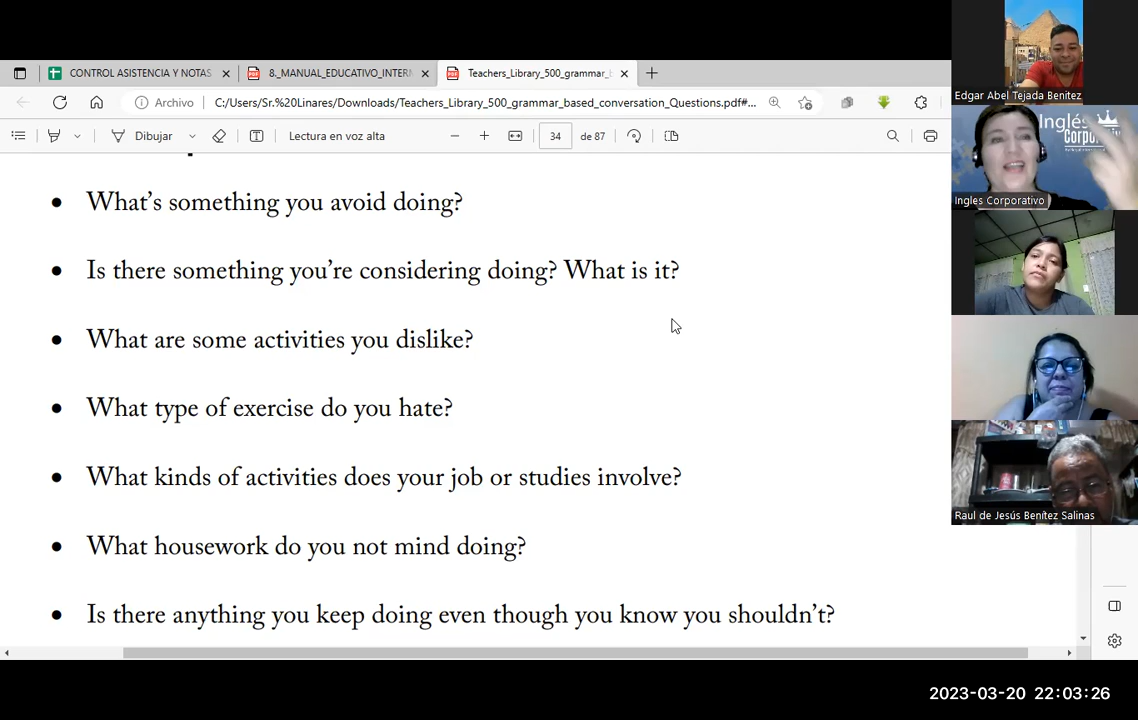 CONTROL ASISTENCIA Y NOTAS
8._MANUAL_EDUCATIVO_INTERM
Teachers_Library_500_grammar_
Archivo
C:/Users/Sr.%20Linares/Downloads/Teachers_Library_500_grammar_based_conversation_Questions.pdf#...
Dibujar
Lectura en voz alta
34
de 87
• What's something you avoid doing?
• Is there something you're considering doing? What is it?
• What are some activities you dislike?
• What type of exercise do you hate?
• What kinds of activities does your job or studies involve?
• What housework do you not mind doing?
• Is there anything you keep doing even though you know you shouldn't?
Edgar Abel Tejada Benitez
Inglés
Ingles Corporativo
Raul de Jesús Benítez Salinas
2023-03-20 22:03:26